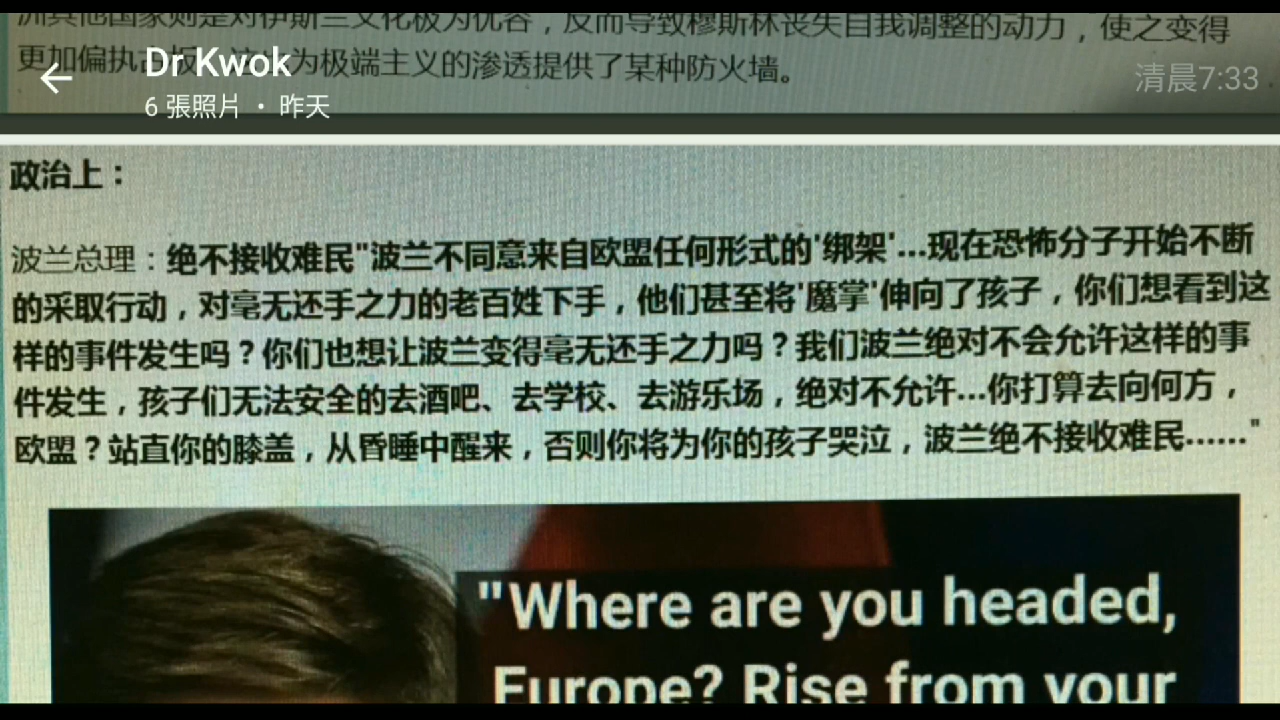 洲其他国家则是对伊斯兰文化极为优容，反而导致穆斯林丧失自我调整的动力，使之变得
更加偏执古板，这也为极端主义的渗透提供了某种防火墙。
Dr Kwok
6 張照片 · 昨天
清晨7:33
政治上：
波兰总理：绝不接收难民"波兰不同意来自欧盟任何形式的'绑架'...现在恐怖分子开始不断
的采取行动，对毫无还手之力的老百姓下手，他们甚至将'魔掌'伸向了孩子，你们想看到这
样的事件发生吗？你们也想让波兰变得毫无还手之力吗？我们波兰绝对不会允许这样的事
件发生，孩子们无法安全的去酒吧、去学校、去游乐场，绝对不允许...你打算去向何方，
欧盟？站直你的膝盖，从昏睡中醒来，否则你将为你的孩子哭泣，波兰绝不接收难民......"
"Where are you headed,
Europe? Rise from your